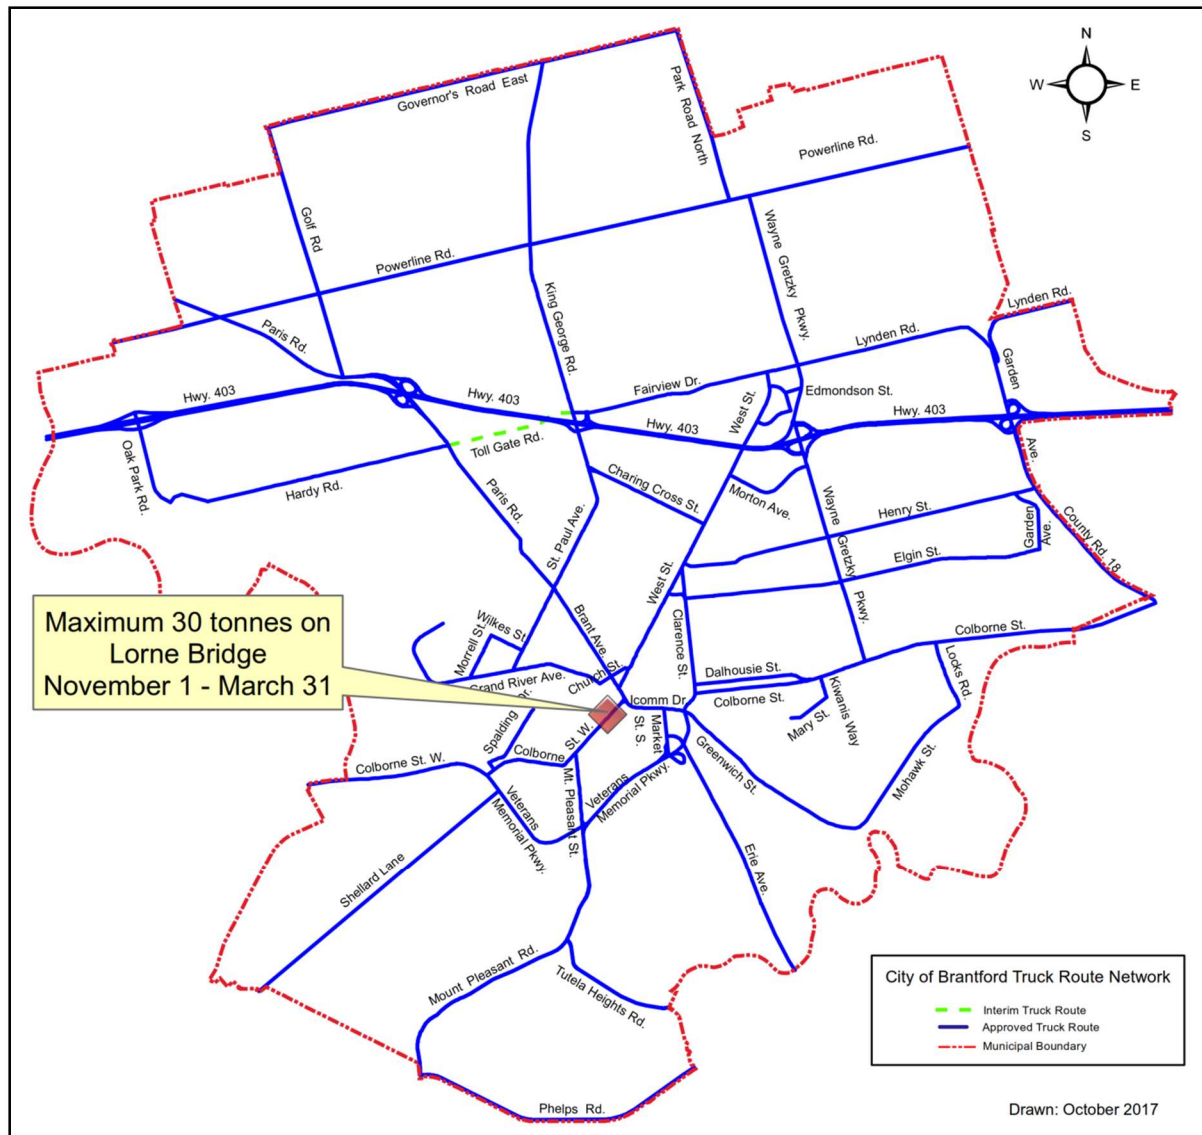 N
W
E
S
Governor's Road East
Park Road North
Powerline Rd.
Golf Rd
Wayne Gretzky Pkwy.
Powerline Rd.
King George Rd.
Lynden Rd.
Paris Rd.
Lynden Rd.
Garden
Fairview Dr.
Edmondson St.
Hwy. 403
Hwy. 403
Hwy. 403
Hwy. 403
West St.
Toll Gate Rd.
Oak Park Rd.
Ave.
Hardy Rd.
Paris Rd.
Charing Cross St.
Morton Ave.
Wayne Gretzky
Pkwy.
Henry St.
Garden
Ave.
County Rd. 18
St. Paul Ave.
Elgin St.
West St.
Maximum 30 tonnes on
Lorne Bridge
November 1 - March 31
Wilkes St.
Morrell St.
Brant Ave.
Clarence St.
Colborne St.
Church St.
Dalhousie St.
Locks Rd.
Grand River Ave.
Icomm Dr.
Colborne St.
Kiwanis Way
Mary St.
Spalding Dr.
St. W.
Market
St. S.
Colborne
Greenwich St.
Colborne St. W.
Mohawk St.
Veterans
Memorial Pkwy.
Mt. Pleasant St.
Veterans
Memorial Pkwy.
Shellard Lane
Erie Ave.
Mount Pleasant Rd.
Tutela Heights Rd.
Phelps Rd.
City of Brantford Truck Route Network
Interim Truck Route
Approved Truck Route
Municipal Boundary
Drawn: October 2017